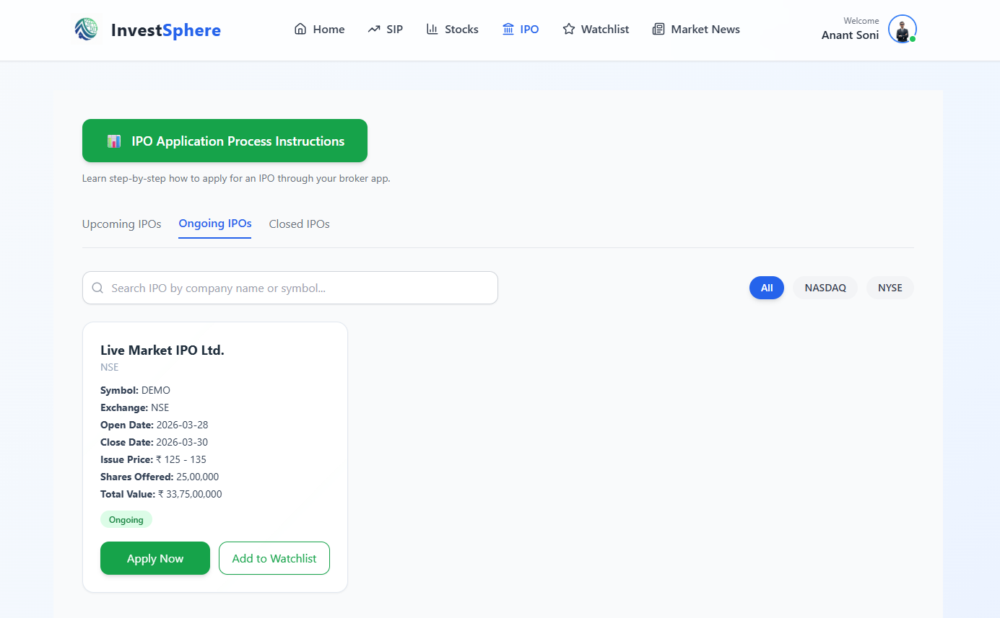 InvestSphere
Home
SIP
Stocks
IPO
Watchlist
Market News
Welcome
Anant Soni
IPO Application Process Instructions
Learn step-by-step how to apply for an IPO through your broker app.
Upcoming IPOs
Ongoing IPOs
Closed IPOs
Search IPO by company name or symbol...
All
NASDAQ
NYSE
Live Market IPO Ltd.
NSE
Symbol: DEMO
Exchange: NSE
Open Date: 2026-03-28
Close Date: 2026-03-30
Issue Price: ₹ 125 - 135
Shares Offered: 25,00,000
Total Value: ₹ 33,75,00,000
Ongoing
Apply Now
Add to Watchlist